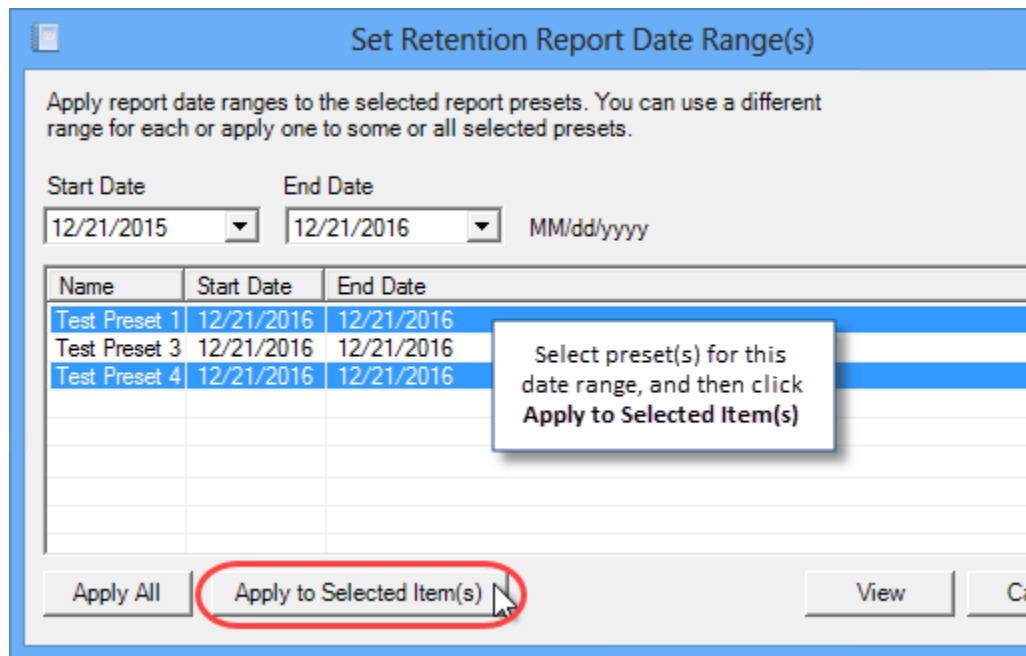 Set Retention Report Date Range(s)
Apply report date ranges to the selected report presets. You can use a different
range for each or apply one to some or all selected presets.
Start Date End Date
12/21/2015 12/21/2016 MM/dd/yyyy
Name Start Date End Date
Test Preset 1 12/21/2016 12/21/2016
Test Preset 3 12/21/2016 12/21/2016
Test Preset 4 12/21/2016 12/21/2016
Select preset(s) for this
date range, and then click
Apply to Selected Item(s)
Apply All Apply to Selected Item(s) View